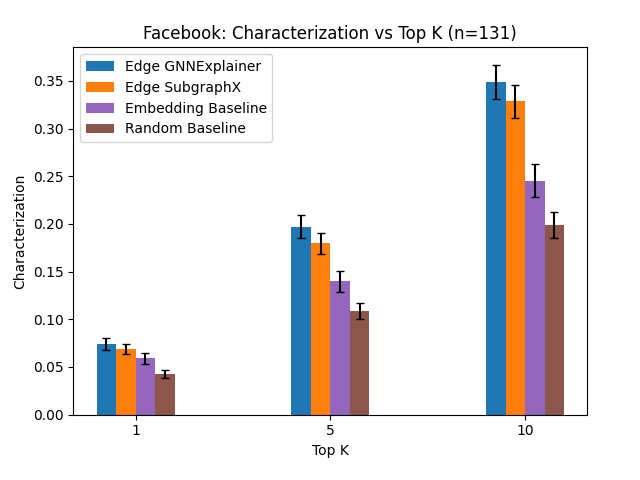 Facebook: Characterization vs Top K (n=131)
Edge GNNExplainer
Edge SubgraphX
Embedding Baseline
Random Baseline
Characterization
0.35
0.30
0.25
0.20
0.15
0.10
0.05
0.00
1
5
10
Top K